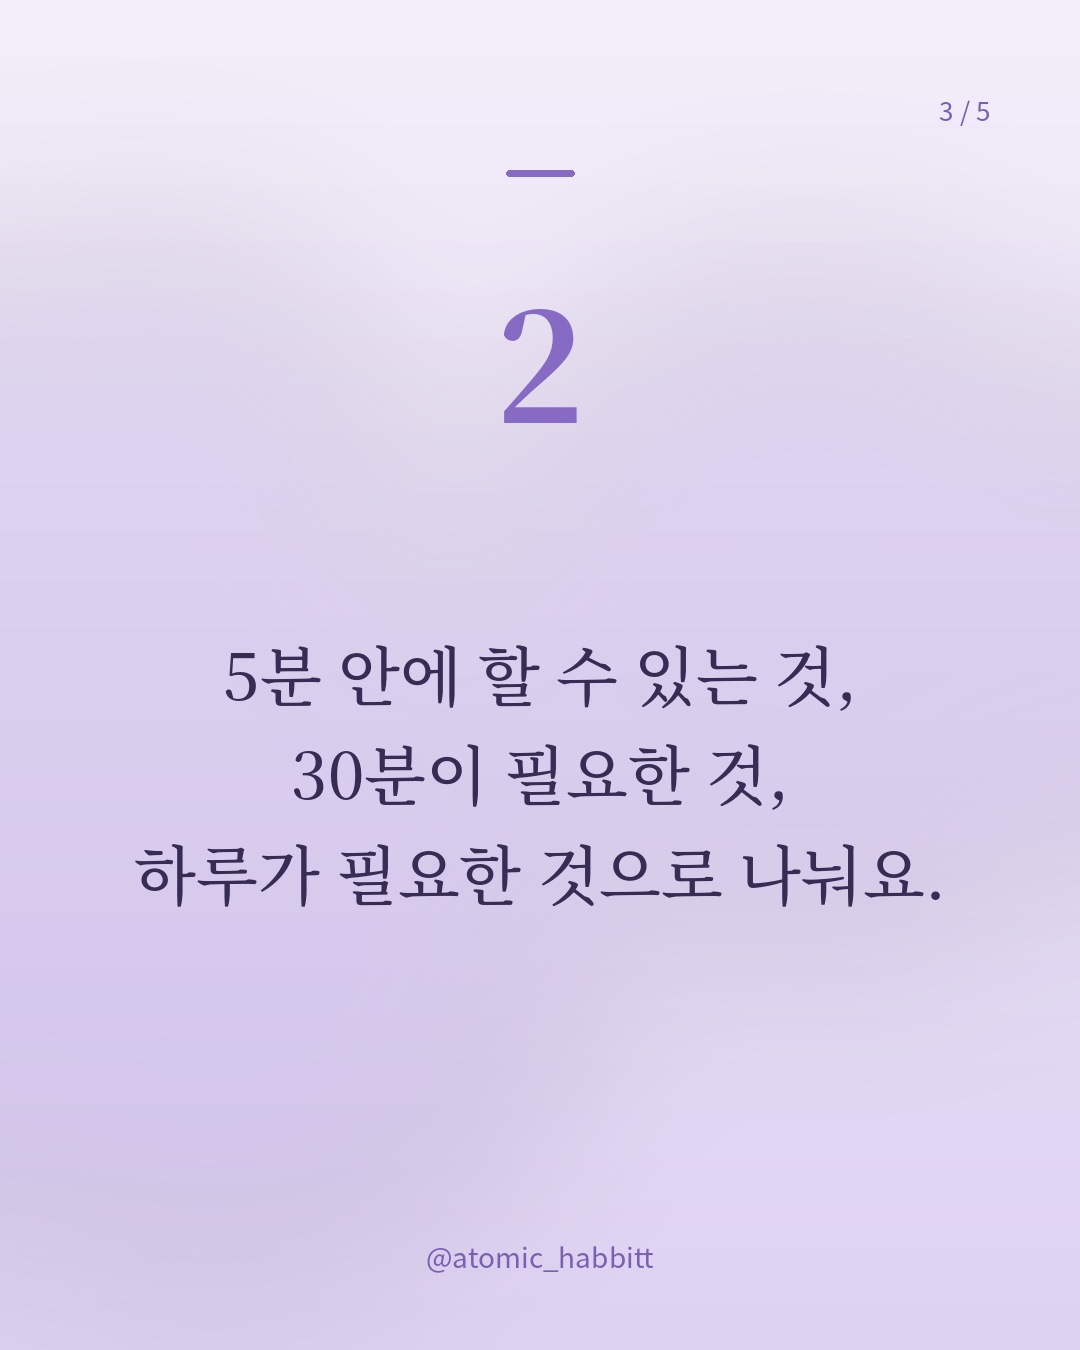 3 / 5
2
5분 안에 할 수 있는 것,
30분이 필요한 것,
하루가 필요한 것으로 나눠요.
@atomic_habbitt